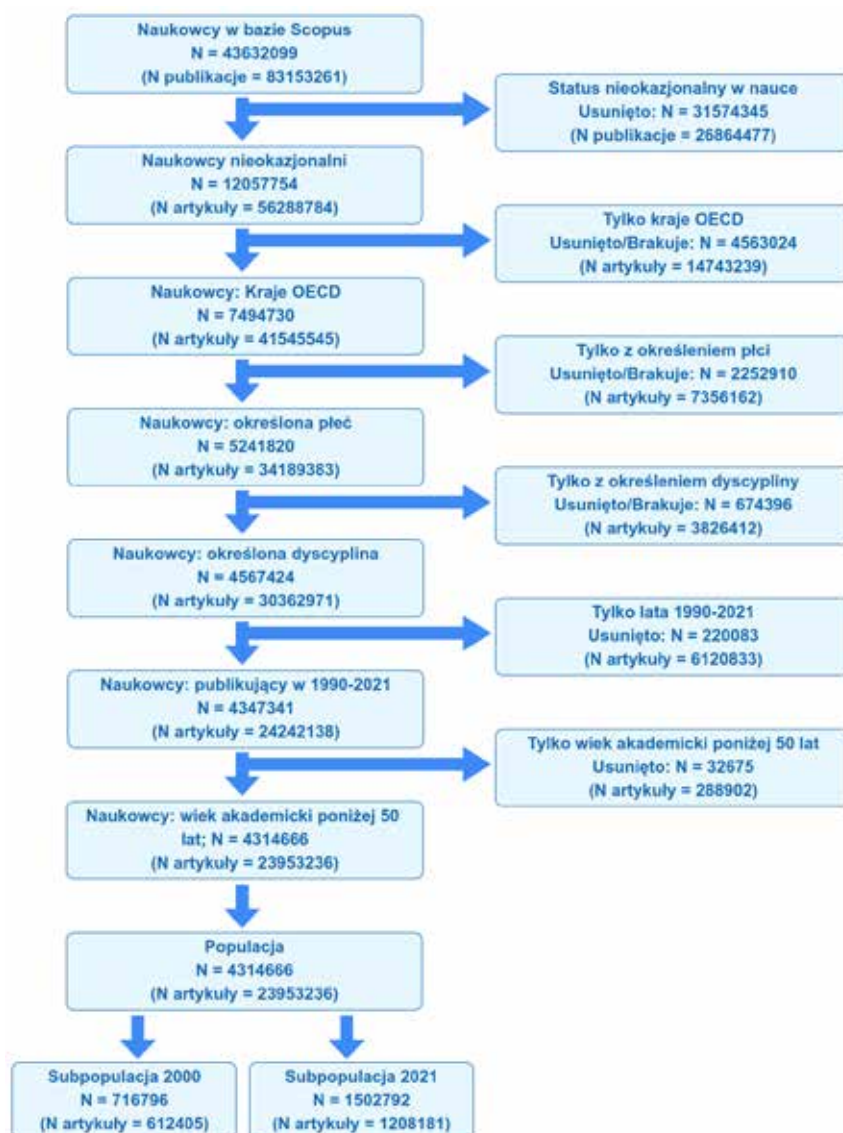 Naukowcy w bazie Scopus
N = 43632099
(N publikacje = 83153261)
Status nieokazjonalny w nauce
Usunięto: N = 31574345
(N publikacje = 26864477)
Naukowcy nieokazjonalni
N = 12057754
(N artykuły = 56288784)
Tylko kraje OECD
Usunięto/Brakuje: N = 4563024
(N artykuły = 14743239)
Naukowcy: Kraje OECD
N = 7494730
(N artykuły = 41545545)
Tylko z określeniem płci
Usunięto/Brakuje: N = 2252910
(N artykuły = 7356162)
Naukowcy: określona płeć
N = 5241820
(N artykuły = 34189383)
Tylko z określeniem dyscypliny
Usunięto/Brakuje: N = 674396
(N artykuły = 3826412)
Naukowcy: określona dyscyplina
N = 4567424
(N artykuły = 30362971)
Tylko lata 1990-2021
Usunięto: N = 220083
(N artykuły = 6120833)
Naukowcy: publikujący w 1990-2021
N = 4347341
(N artykuły = 24242138)
Tylko wiek akademicki poniżej 50 lat
Usunięto: N = 32675
(N artykuły = 288902)
Naukowcy: wiek akademicki poniżej 50
lat; N = 4314666
(N artykuły = 23953236)
Populacja
N = 4314666
(N artykuły = 23953236)
Subpopulacja 2000
N = 716796
(N artykuły = 612405)
Subpopulacja 2021
N = 1502792
(N artykuły = 1208181)